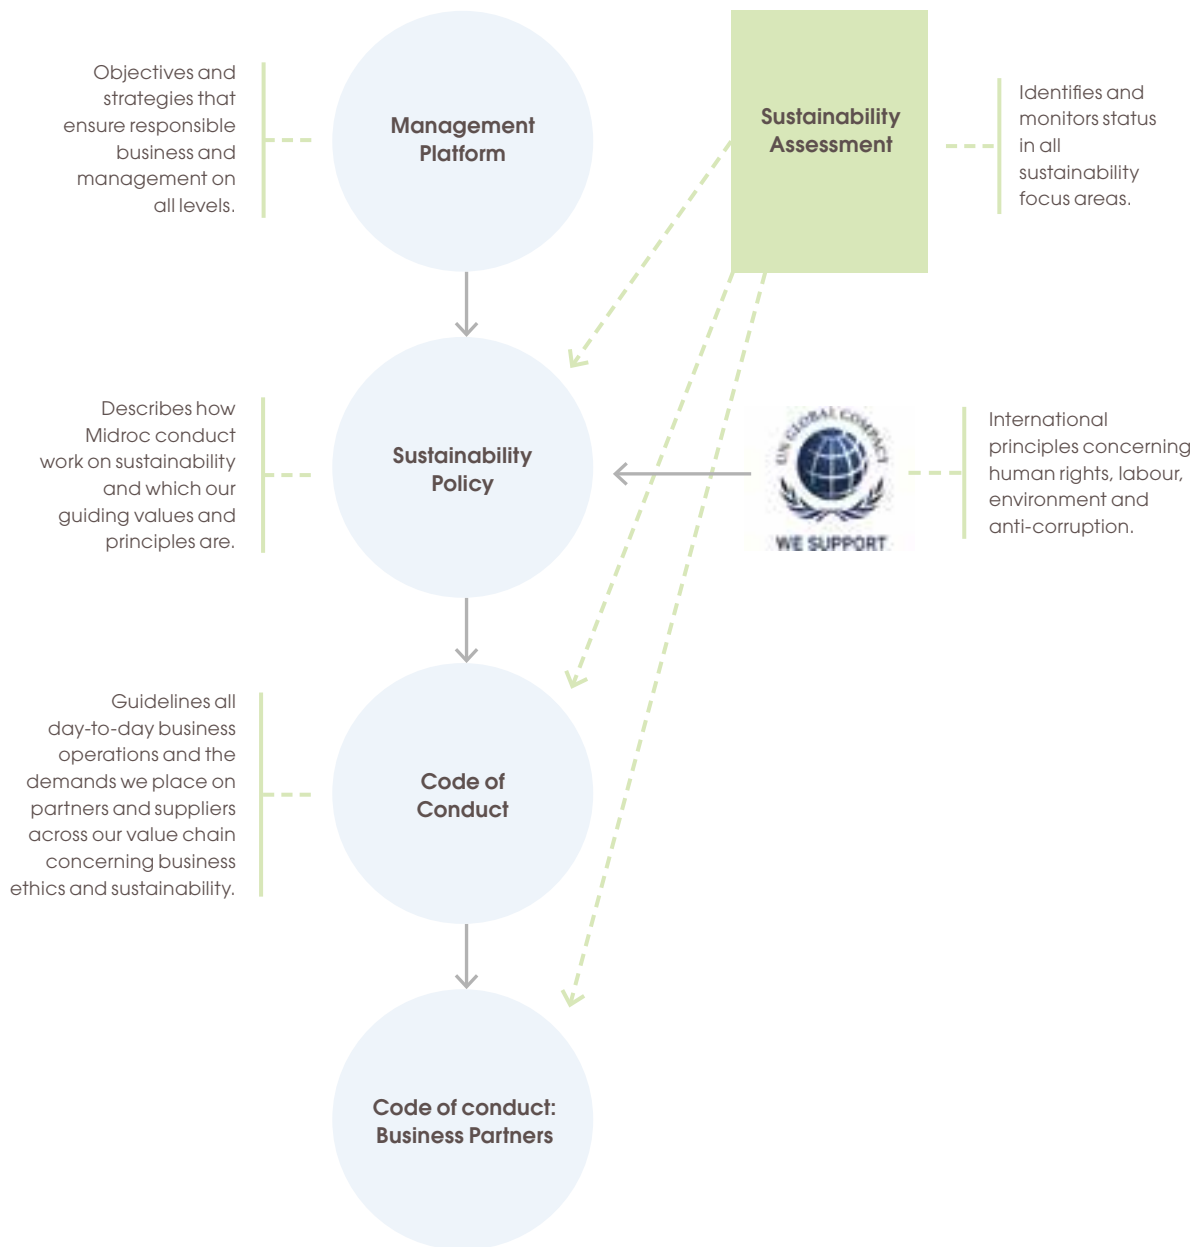 Objectives and
strategies that
ensure responsible
business and
management on
all levels.
Management
Platform
Sustainability
Assessment
Identifies and
monitors status
in all
sustainability
focus areas.
Describes how
Midroc conduct
work on sustainability
and which our
guiding values and
principles are.
Sustainability
Policy
UN GLOBAL COMPACT
WE SUPPORT
International
principles concerning
human rights, labour,
environment and
anti-corruption.
Guidelines all
day-to-day business
operations and the
demands we place on
partners and suppliers
across our value chain
concerning business
ethics and sustainability.
Code of
Conduct
Code of conduct:
Business Partners